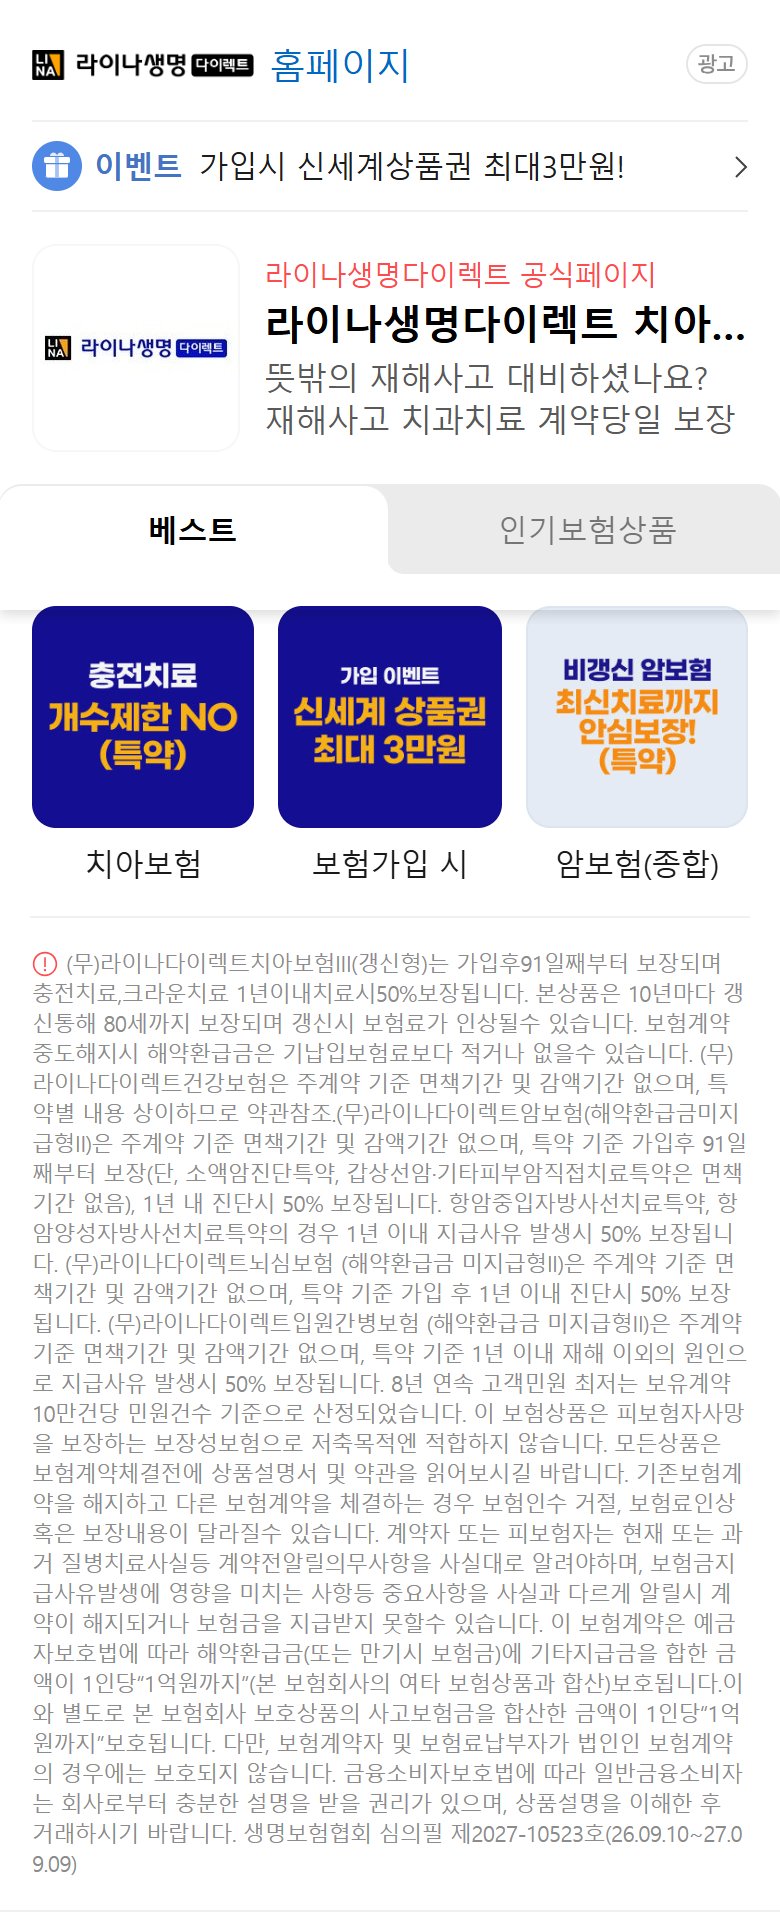 LINA 라이나생명 다이렉트 홈페이지 광고
이벤트 가입시 신세계상품권 최대3만원!
LINA 라이나생명 다이렉트
라이나생명다이렉트 공식페이지
라이나생명다이렉트 치아...
뜻밖의 재해사고 대비하셨나요?
재해사고 치과치료 계약당일 보장
베스트 인기보험상품
충전치료
개수제한 NO
(특약)
치아보험
가입 이벤트
신세계 상품권
최대 3만원
보험가입 시
비갱신 암보험
최신치료까지
안심보장!
(특약)
암보험(종합)
(무)라이나다이렉트치아보험III(갱신형)는 가입후91일째부터 보장되며
충전치료,크라운치료 1년이내치료시50%보장됩니다. 본상품은 10년마다 갱
신통해 80세까지 보장되며 갱신시 보험료가 인상될수 있습니다. 보험계약
중도해지시 해약환급금은 기납입보험료보다 적거나 없을수 있습니다. (무)
라이나다이렉트건강보험은 주계약 기준 면책기간 및 감액기간 없으며, 특
약별 내용 상이하므로 약관참조.(무)라이나다이렉트암보험(해약환급금미지
급형II)은 주계약 기준 면책기간 및 감액기간 없으며, 특약 기준 가입후 91일
째부터 보장(단, 소액암진단특약, 갑상선암·기타피부암직접치료특약은 면책
기간 없음), 1년 내 진단시 50% 보장됩니다. 항암중입자방사선치료특약, 항
암양성자방사선치료특약의 경우 1년 이내 지급사유 발생시 50% 보장됩니
다. (무)라이나다이렉트뇌심보험 (해약환급금 미지급형II)은 주계약 기준 면
책기간 및 감액기간 없으며, 특약 기준 가입 후 1년 이내 진단시 50% 보장
됩니다. (무)라이나다이렉트입원간병보험 (해약환급금 미지급형II)은 주계약
기준 면책기간 및 감액기간 없으며, 특약 기준 1년 이내 재해 이외의 원인으
로 지급사유 발생시 50% 보장됩니다. 8년 연속 고객민원 최저는 보유계약
10만건당 민원건수 기준으로 산정되었습니다. 이 보험상품은 피보험자사망
을 보장하는 보장성보험으로 저축목적엔 적합하지 않습니다. 모든상품은
보험계약체결전에 상품설명서 및 약관을 읽어보시길 바랍니다. 기존보험계
약을 해지하고 다른 보험계약을 체결하는 경우 보험인수 거절, 보험료인상
혹은 보장내용이 달라질수 있습니다. 계약자 또는 피보험자는 현재 또는 과
거 질병치료사실등 계약전알릴의무사항을 사실대로 알려야하며, 보험금지
급사유발생에 영향을 미치는 사항등 중요사항을 사실과 다르게 알릴시 계
약이 해지되거나 보험금을 지급받지 못할수 있습니다. 이 보험계약은 예금
자보호법에 따라 해약환급금(또는 만기시 보험금)에 기타지급금을 합한 금
액이 1인당"1억원까지"(본 보험회사의 여타 보험상품과 합산)보호됩니다.이
와 별도로 본 보험회사 보호상품의 사고보험금을 합산한 금액이 1인당"1억
원까지"보호됩니다. 다만, 보험계약자 및 보험료납부자가 법인인 보험계약
의 경우에는 보호되지 않습니다. 금융소비자보호법에 따라 일반금융소비자
는 회사로부터 충분한 설명을 받을 권리가 있으며, 상품설명을 이해한 후
거래하시기 바랍니다. 생명보험협회 심의필 제2027-10523호(26.09.10~27.0
9.09)